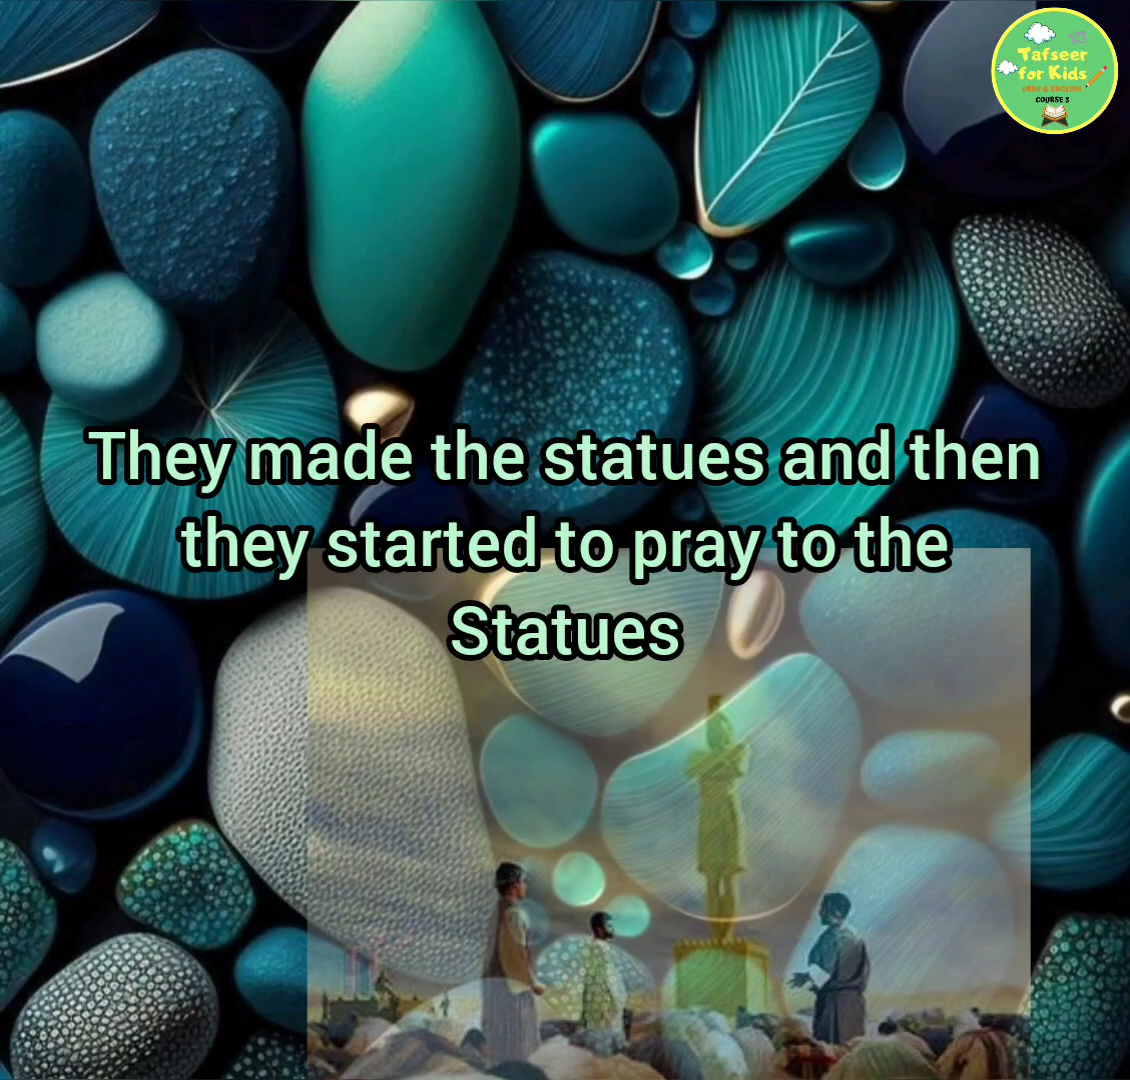 Tafseer
for Kids
URDU & ENGLISH
COURSE 3
They made the statues and then
they started to pray to the
Statues